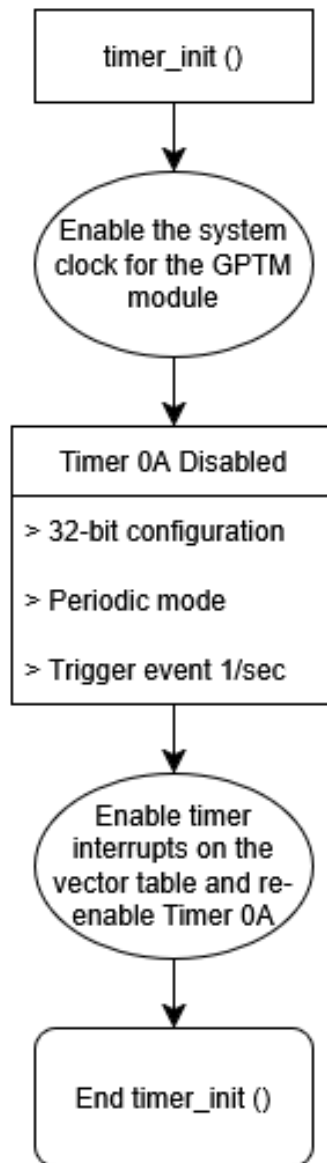 timer_init ()
Enable the system
clock for the GPTM
module
Timer 0A Disabled
> 32-bit configuration
> Periodic mode
> Trigger event 1/sec
Enable timer
interrupts on the
vector table and re-
enable Timer 0A
End timer_init ()